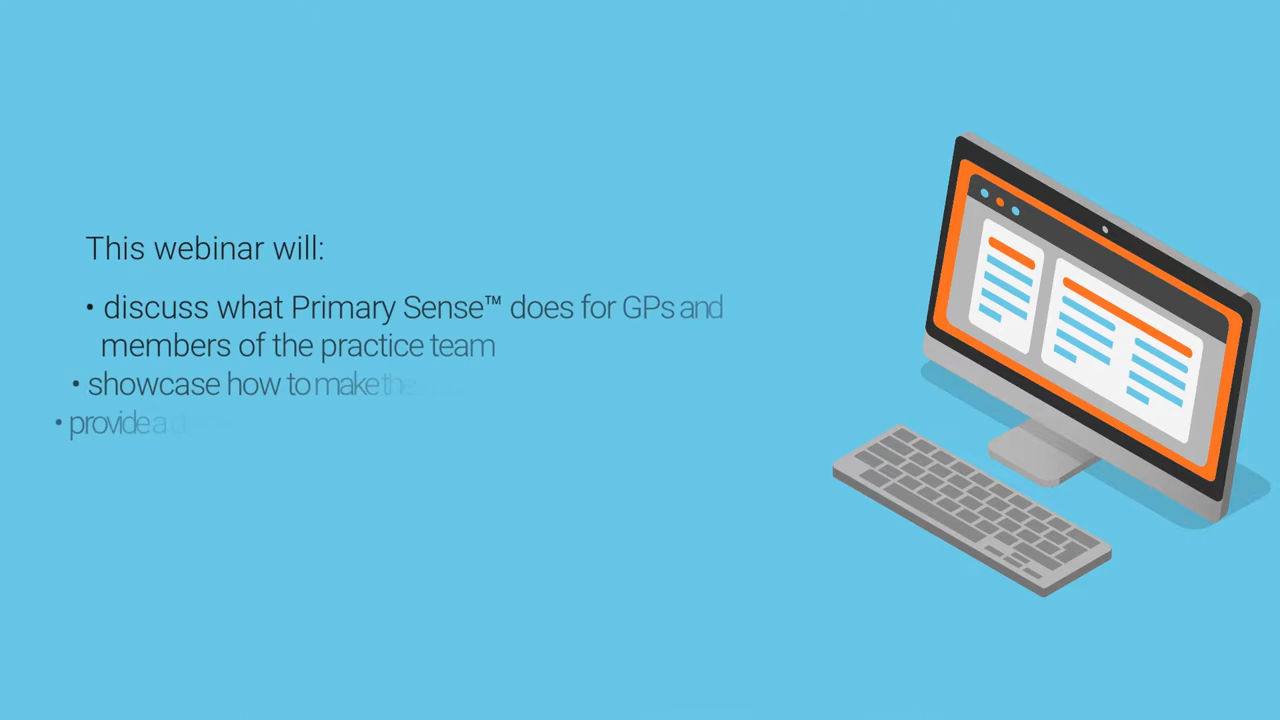 This webinar will:
• discuss what Primary Sense™ does for GPs and
members of the practice team
• showcase how to make the
• provide a